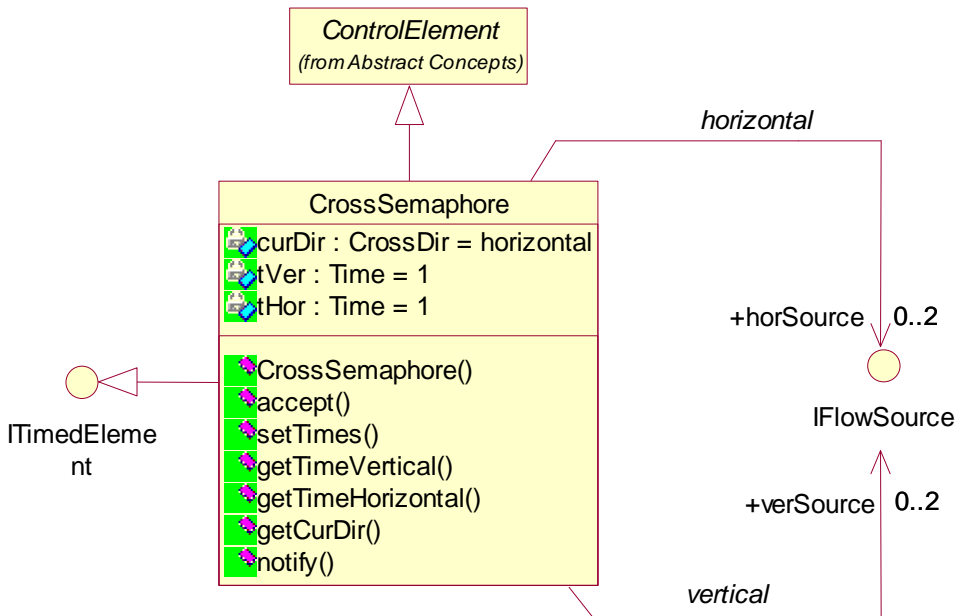 ControlElement
(from Abstract Concepts)
horizontal
CrossSemaphore
curDir : CrossDir = horizontal
tVer : Time = 1
tHor : Time = 1
+horSource 0..2
CrossSemaphore()
accept()
setTimes()
getTimeVertical()
getTimeHorizontal()
getCurDir()
notify()
ITimedEleme
nt
IFlowSource
+verSource 0..2
vertical